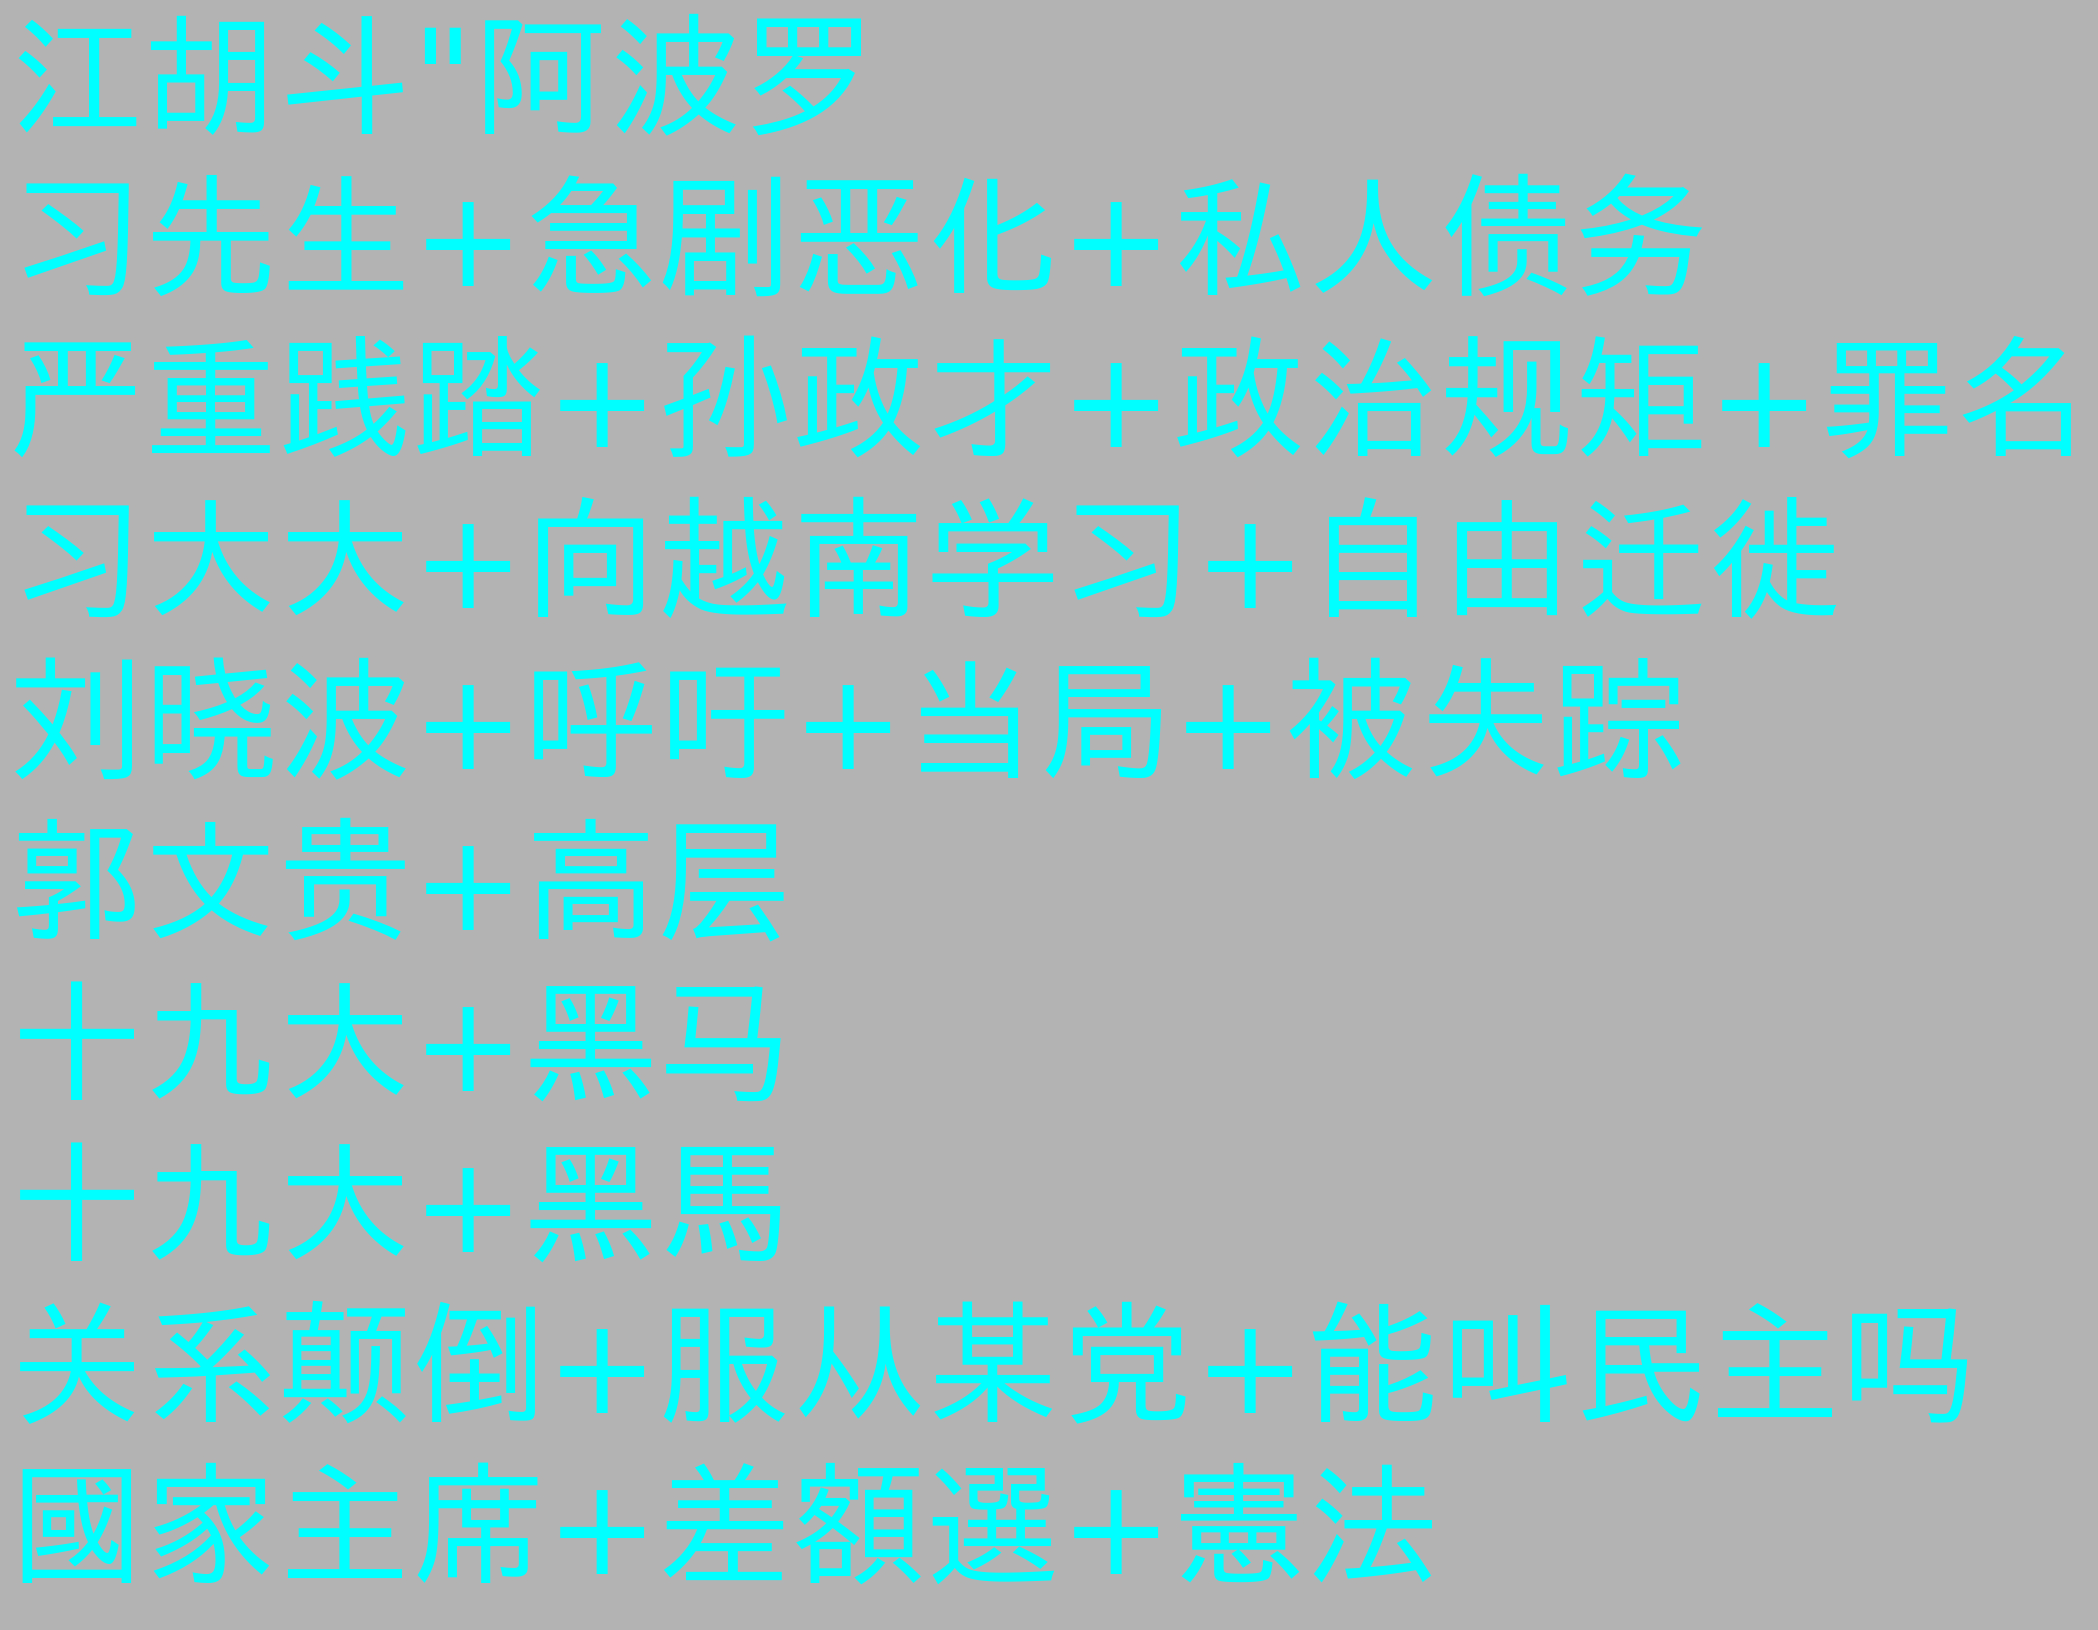 江胡斗"阿波罗
习先生+急剧恶化+私人债务
严重践踏+孙政才+政治规矩+罪名
习大大+向越南学习+自由迁徙
刘晓波+呼吁+当局+被失踪
郭文贵+高层
十九大+黑马
十九大+黑馬
关系颠倒+服从某党+能叫民主吗
國家主席+差額選+憲法